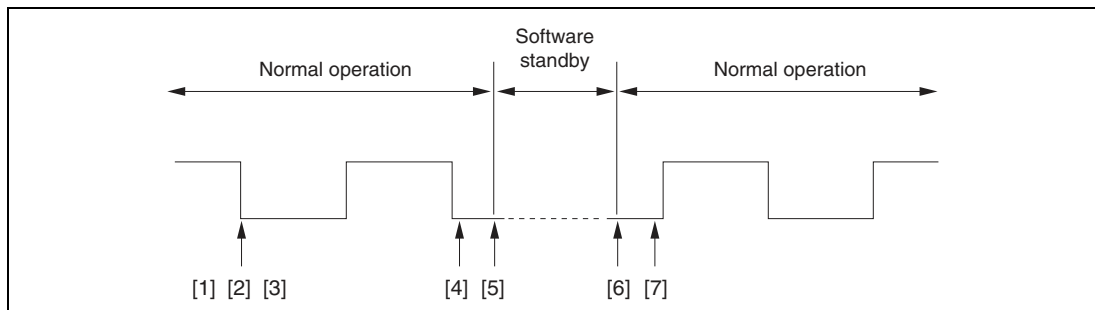 Software
standby
Normal operation
Normal operation
[1] [2] [3]
[4] [5]
[6] [7]